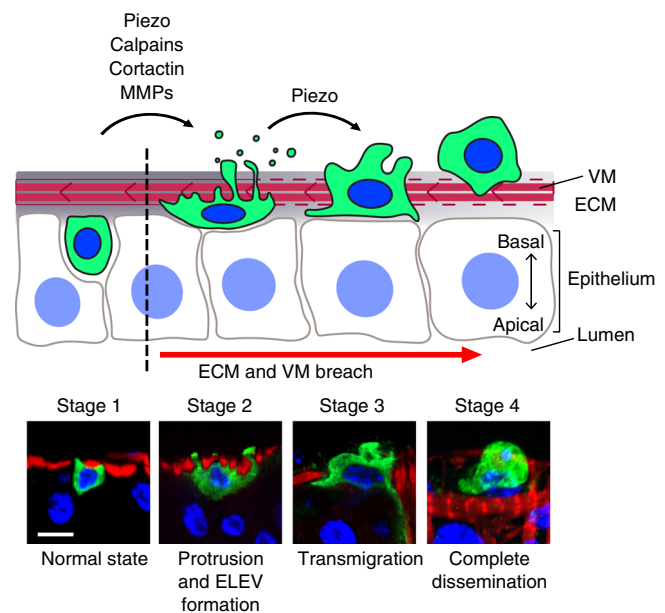 Piezo
Calpains
Cortactin
MMPs
Piezo
VM
ECM
Basal
Epithelium
Apical
Lumen
ECM and VM breach
Stage 1
Stage 2
Stage 3
Stage 4
Normal state
Protrusion
and ELEV
formation
Transmigration
Complete
dissemination